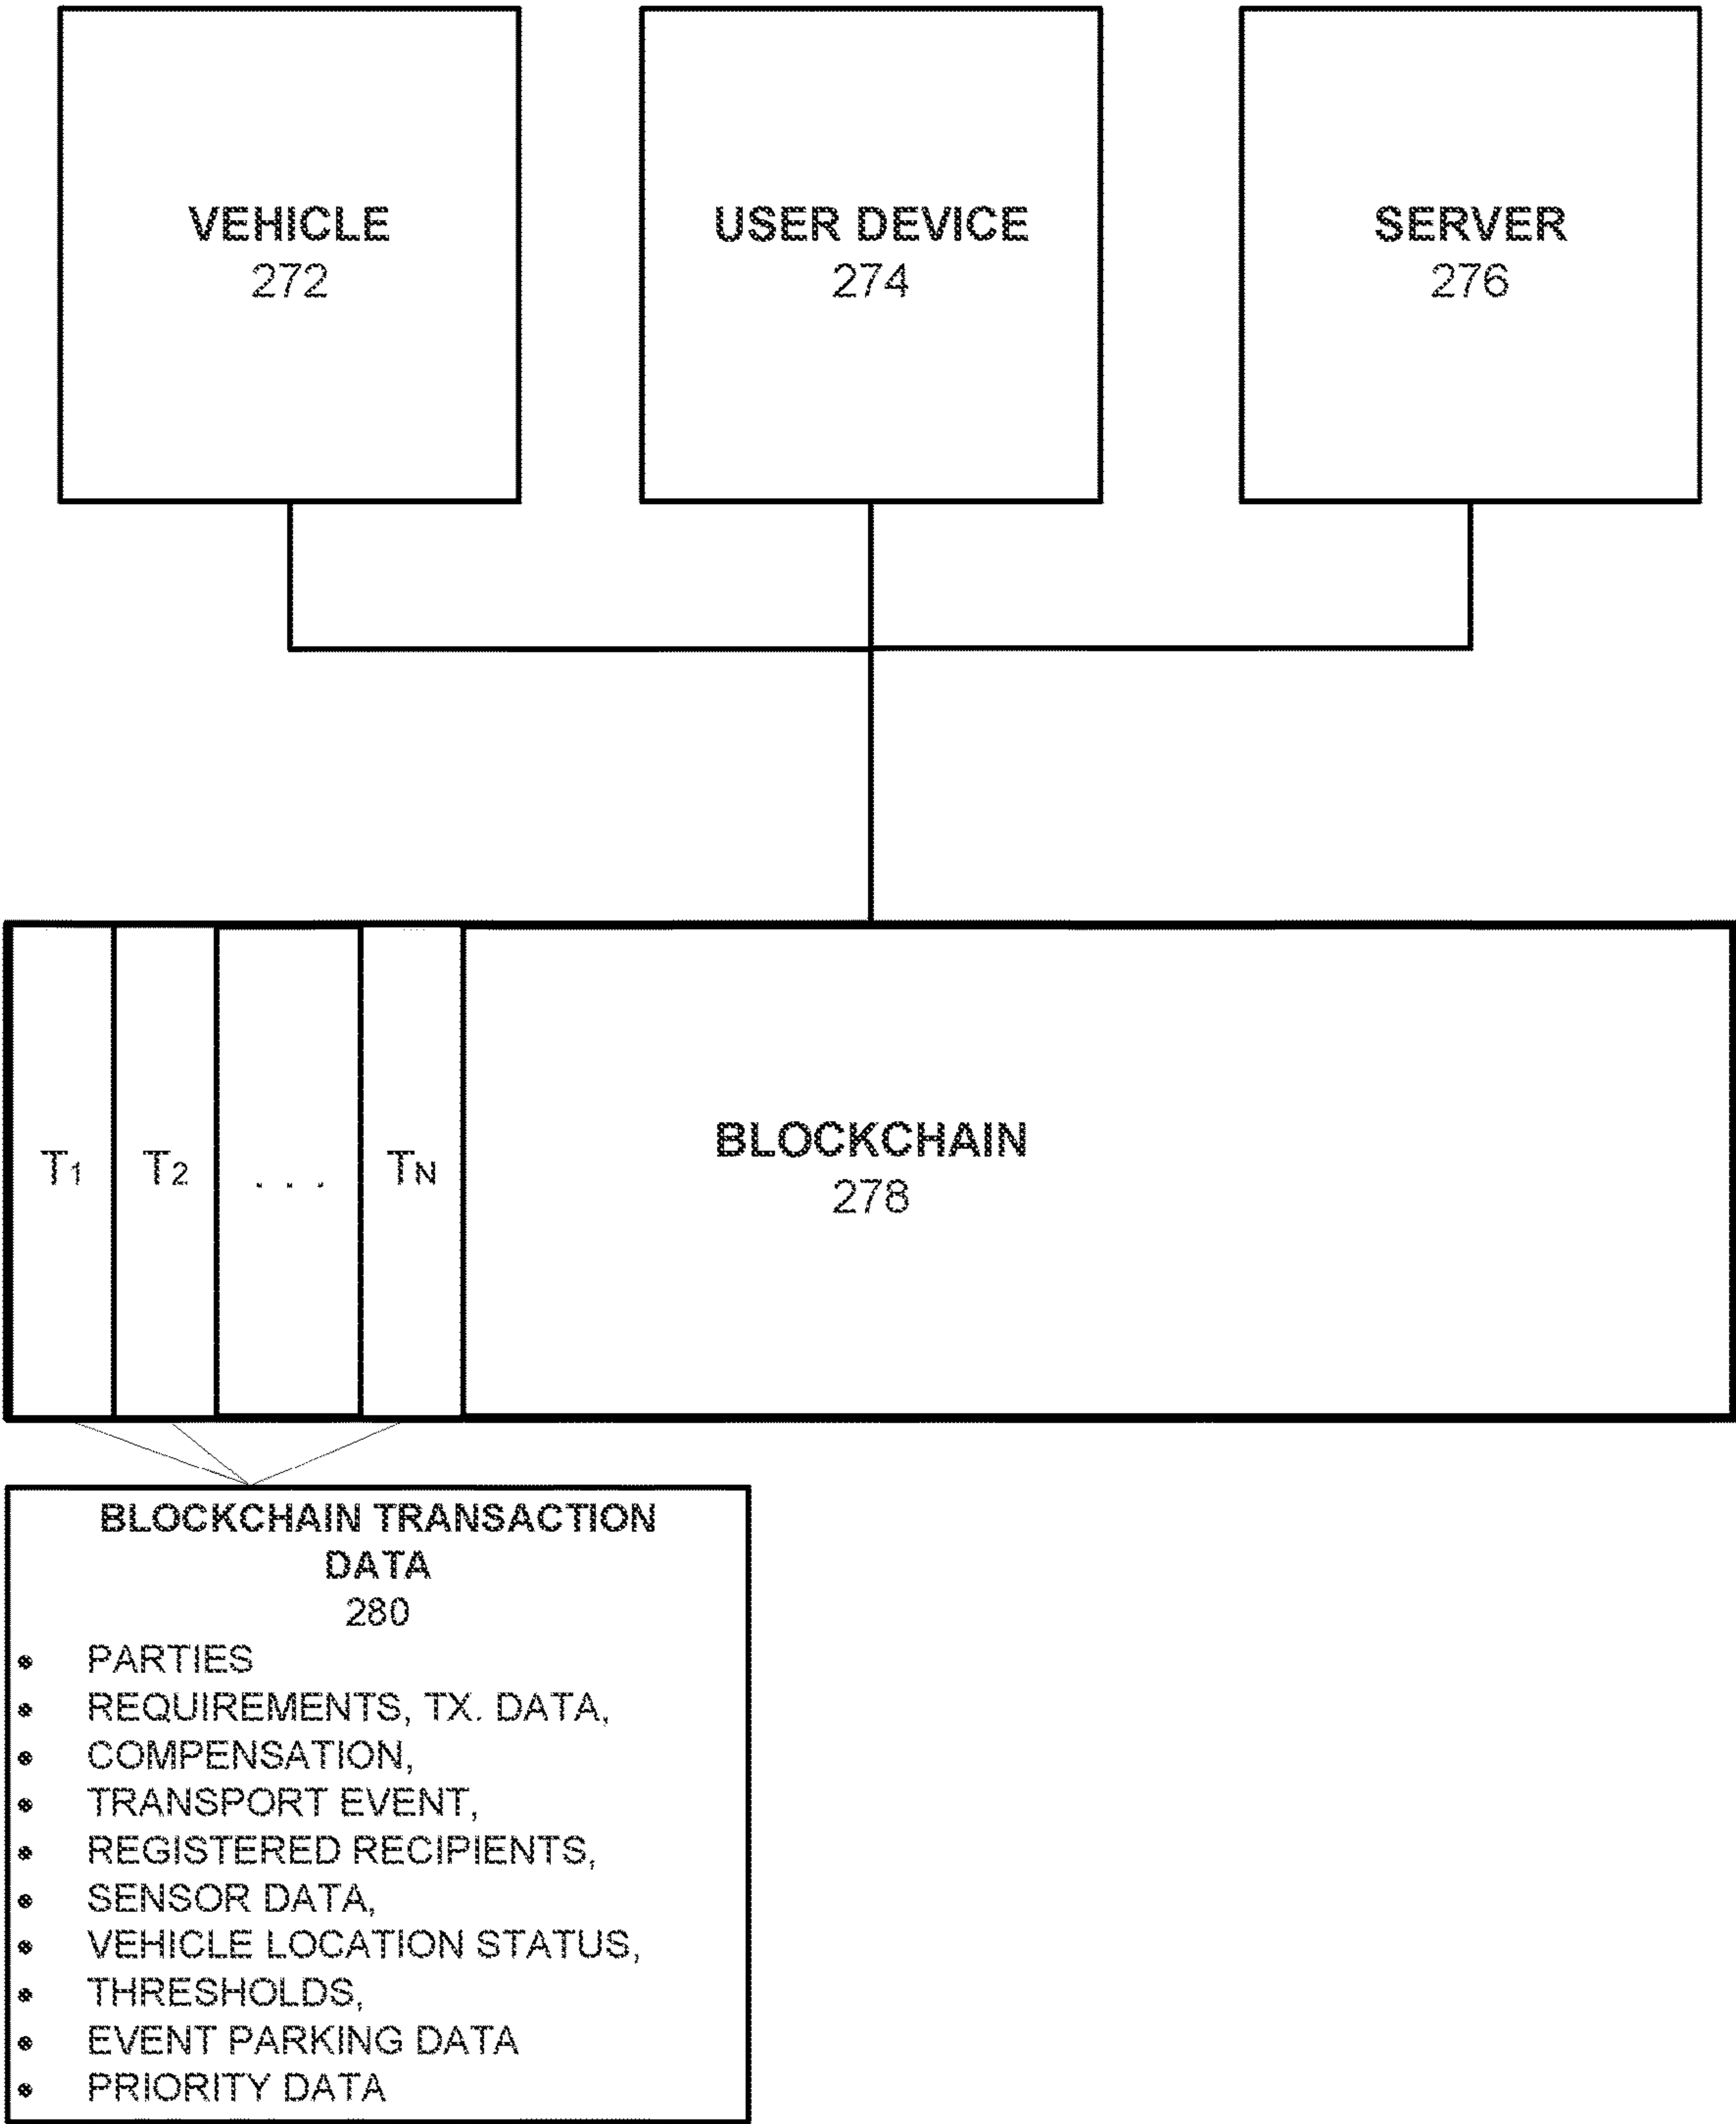 VEHICLE
272
USER DEVICE
274
SERVER
276
T1
T2
. . .
TN
BLOCKCHAIN
278
BLOCKCHAIN TRANSACTION
DATA
280
• PARTIES
• REQUIREMENTS, TX. DATA,
• COMPENSATION,
• TRANSPORT EVENT,
• REGISTERED RECIPIENTS,
• SENSOR DATA,
• VEHICLE LOCATION STATUS,
• THRESHOLDS,
• EVENT PARKING DATA
• PRIORITY DATA